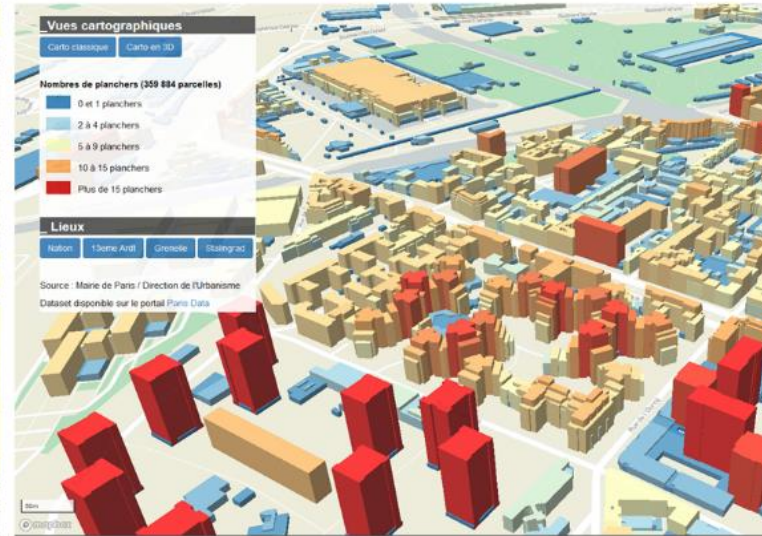 _Vues cartographiques
Carto classique Carto en 3D
Nombres de planchers (359 884 parcelles)
0 et 1 planchers
2 à 4 planchers
5 à 9 planchers
10 à 15 planchers
Plus de 15 planchers
_ Lieux
Nation 13eme Ardt Grenelle Stalingrad
Source : Mairie de Paris / Direction de l'Urbanisme
Dataset disponible sur le portail Paris Data
50m
mapbox